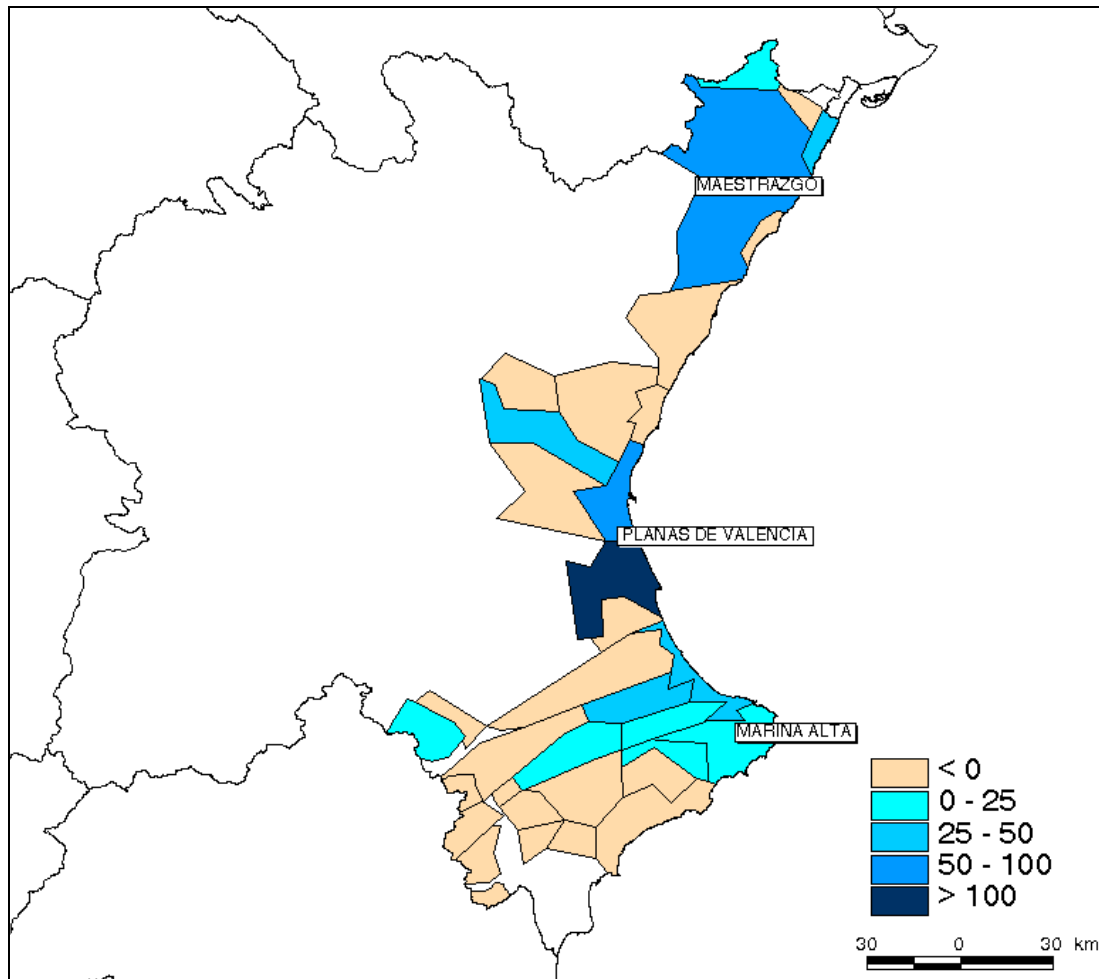 MAESTRAZGO
PLANAS DE VALENCIA
MARINA ALTA
< 0
0 - 25
25 - 50
50 - 100
> 100
30 0 30 km